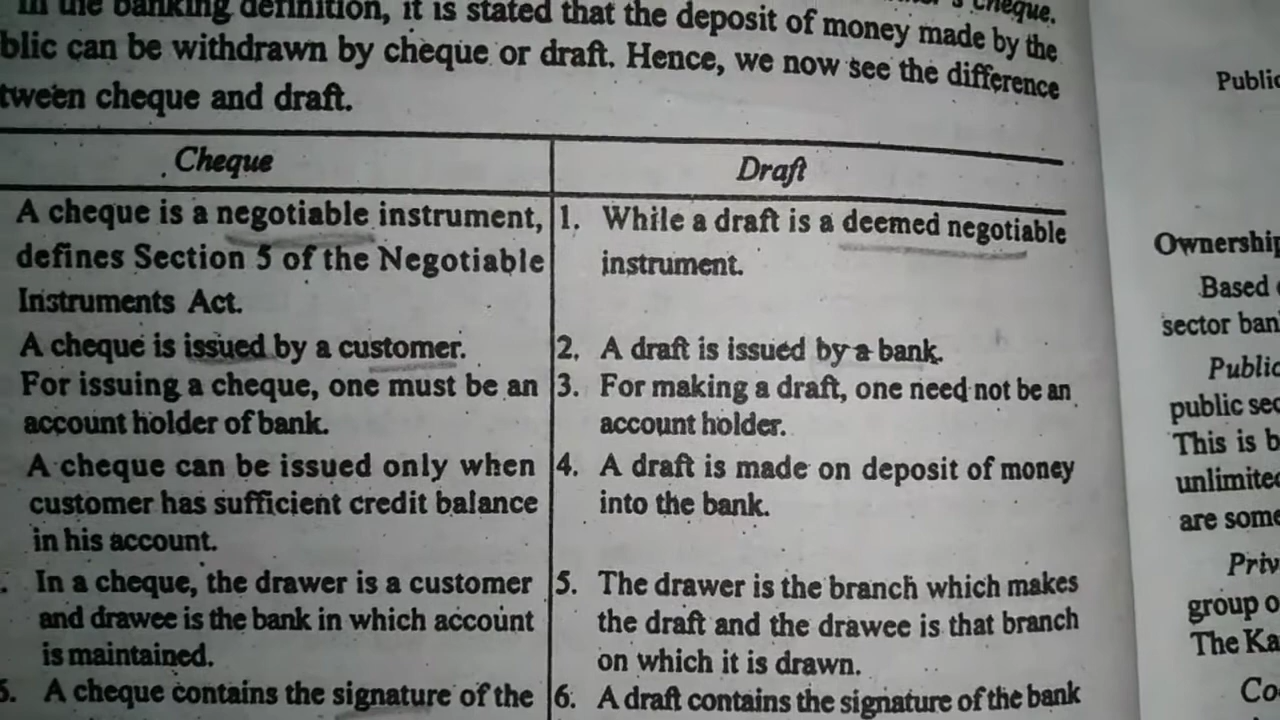 cheque.
In the banking definition, it is stated that the deposit of money made by the
blic can be withdrawn by cheque or draft. Hence, we now see the difference
tween cheque and draft.
Cheque
A cheque is a negotiable instrument,
defines Section 5 of the Negotiable
Instruments Act.
A cheque is issued by a customer.
For issuing a cheque, one must be an
account holder of bank.
A cheque can be issued only when
customer has sufficient credit balance
in his account.
. In a cheque, the drawer is a customer
and drawee is the bank in which account
is maintained.
6. A cheque contains the signature of the
Draft
1. While a draft is a deemed negotiable
instrument.
2. A draft is issued by a bank.
3. For making a draft, one need not be an
account holder.
4. A draft is made on deposit of money
into the bank.
5. The drawer is the branch which makes
the draft and the drawee is that branch
on which it is drawn.
6. A draft contains the signature of the bank
Public
Ownership
Based
sector ban
Public
public sec
This is b
unlimited
are some
Priv
group o
The Ka
Co